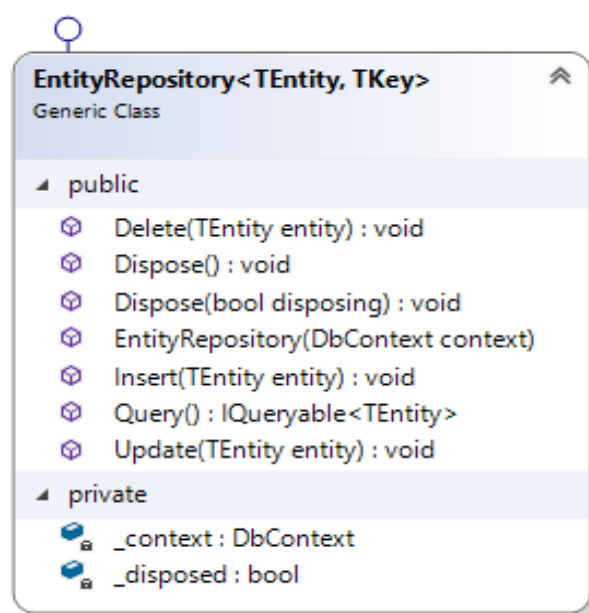 EntityRepository<TEntity, TKey>
Generic Class
public
Delete(TEntity entity) : void
Dispose() : void
Dispose(bool disposing) : void
EntityRepository(DbContext context)
Insert(TEntity entity) : void
Query() : IQueryable<TEntity>
Update(TEntity entity) : void
private
_context : DbContext
_disposed : bool